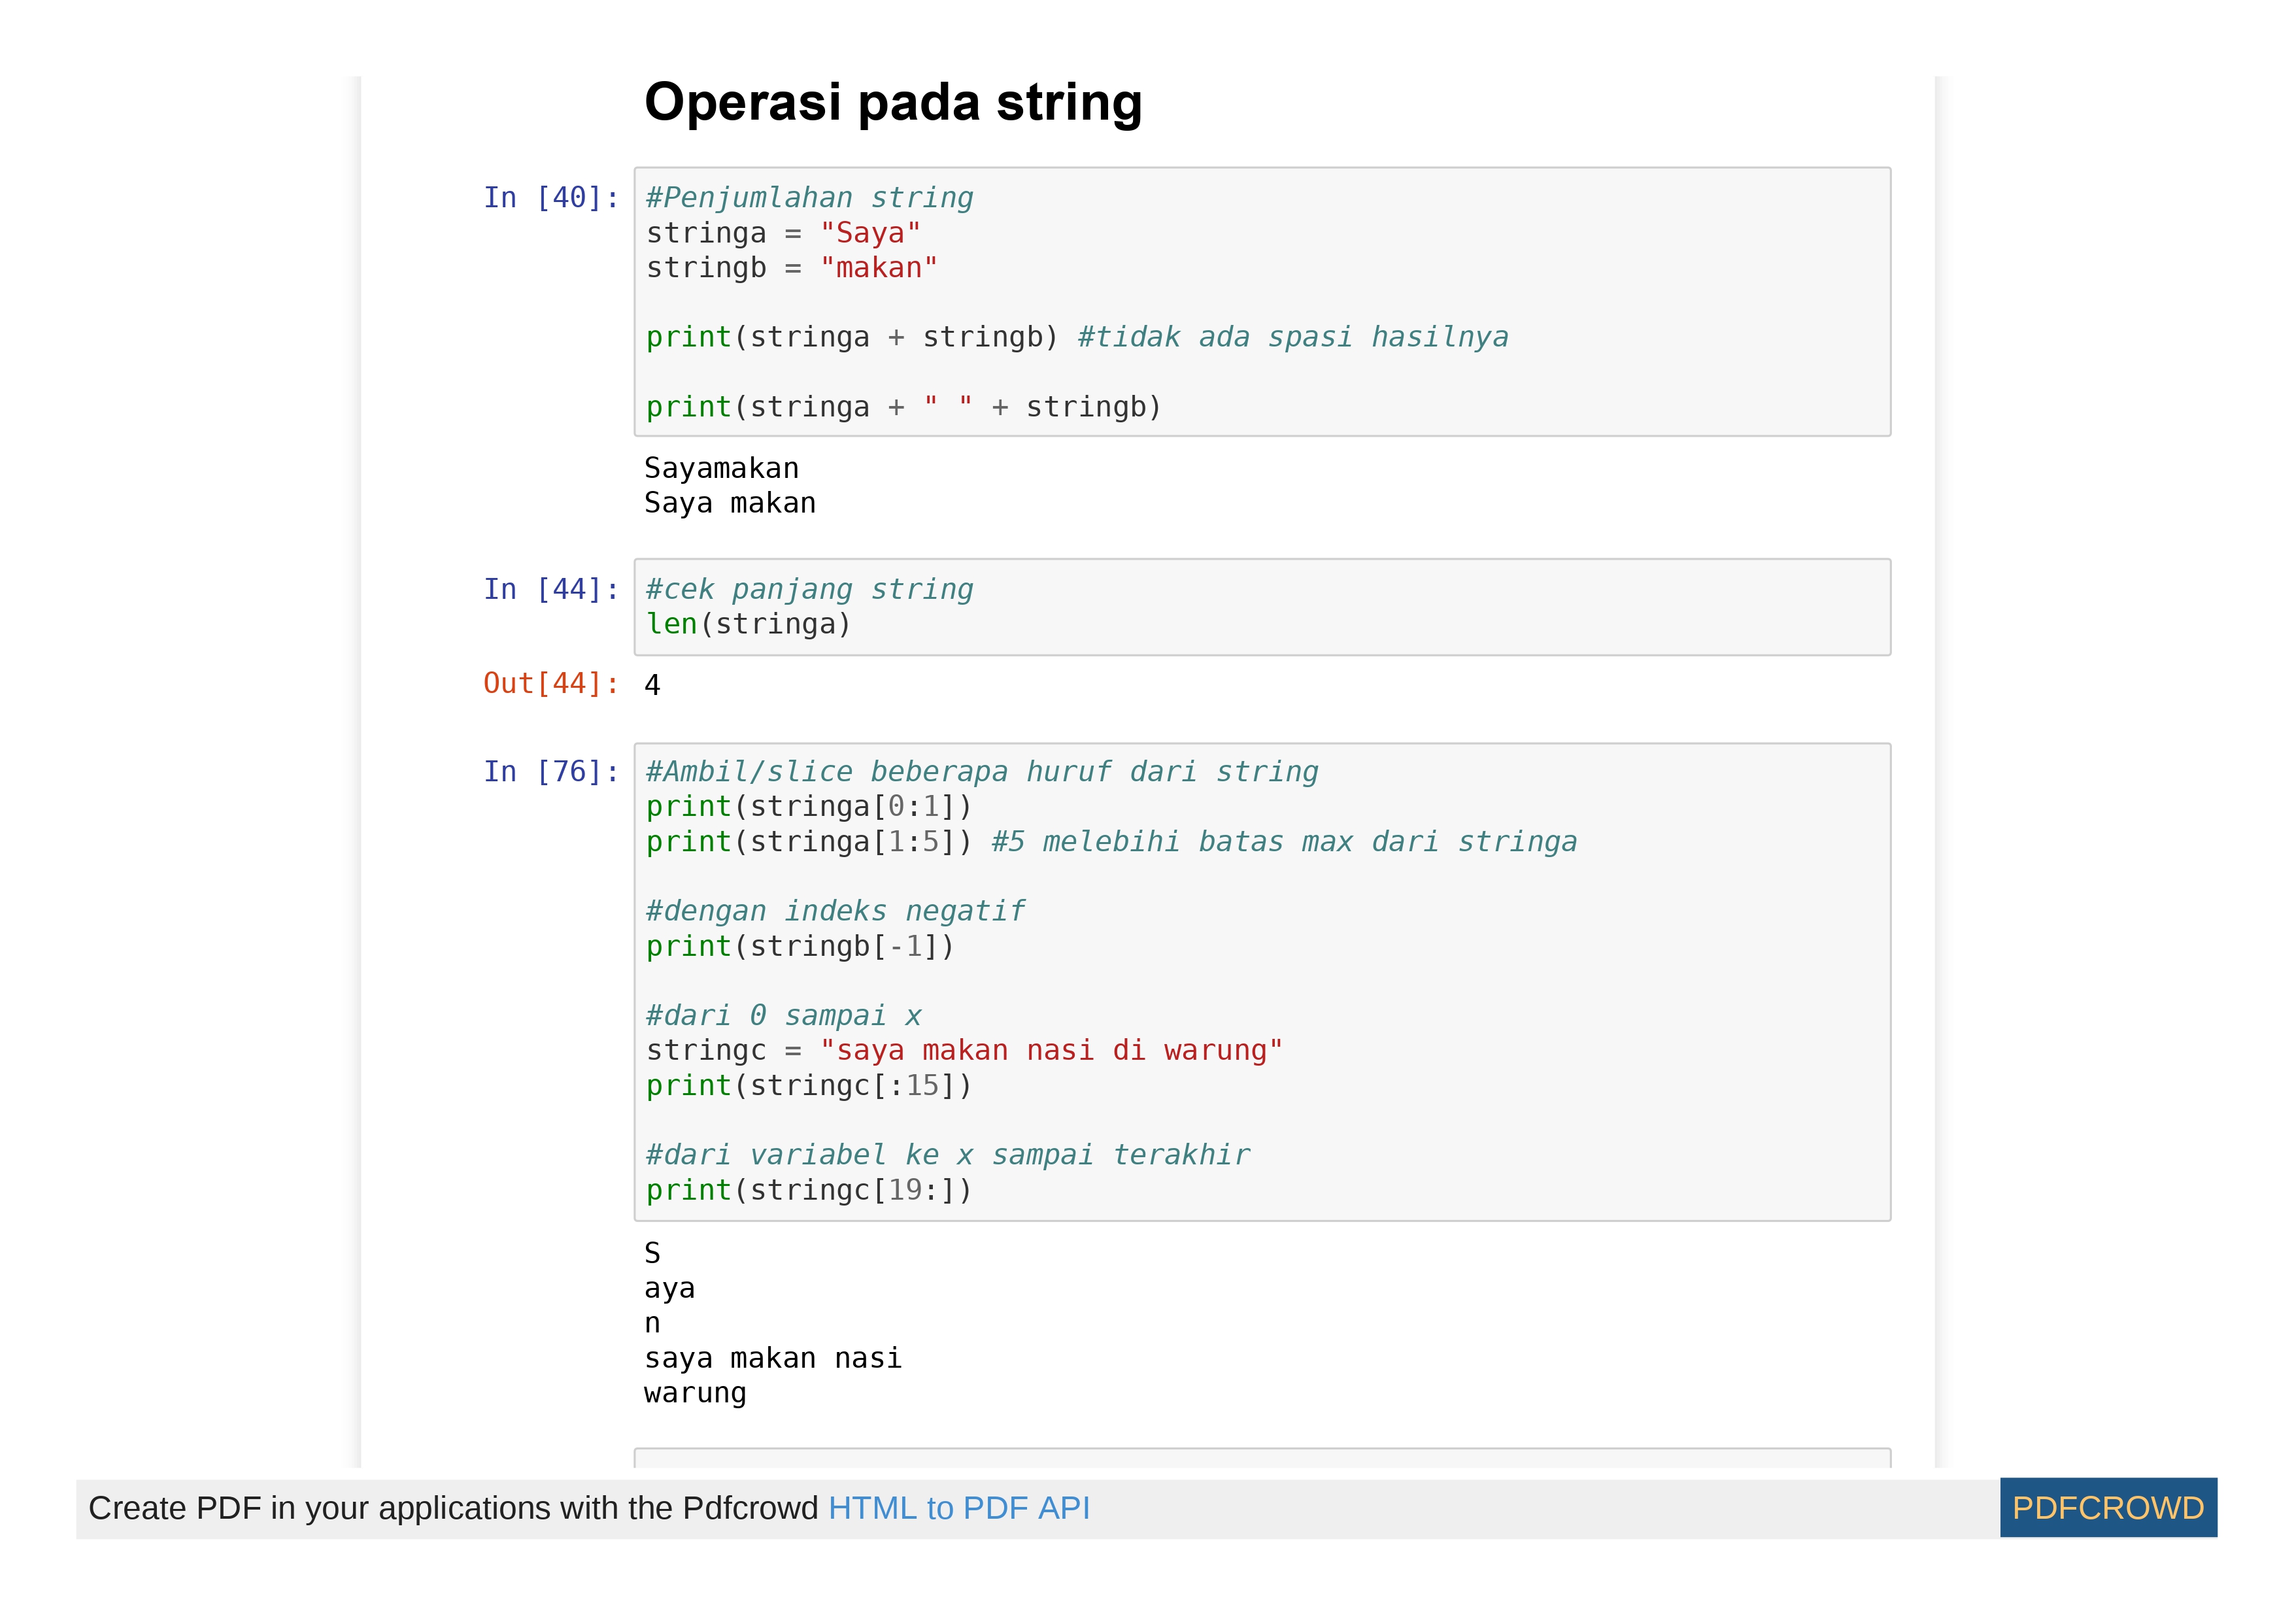 Operasi pada string
In [40]: #Penjumlahan string
stringa = "Saya"
stringb = "makan"
print(stringa + stringb) #tidak ada spasi hasilnya
print(stringa + " " + stringb)
Sayamakan
Saya makan
In [44]: #cek panjang string
len(stringa)
Out[44]: 4
In [76]: #Ambil/slice beberapa huruf dari string
print(stringa[0:1])
print(stringa[1:5]) #5 melebihi batas max dari stringa
#dengan indeks negatif
print(stringb[-1])
#dari 0 sampai x
stringc = "saya makan nasi di warung"
print(stringc[:15])
#dari variabel ke x sampai terakhir
print(stringc[19:])
S
aya
n
saya makan nasi
warung
Create PDF in your applications with the Pdfcrowd HTML to PDF API PDFCROWD